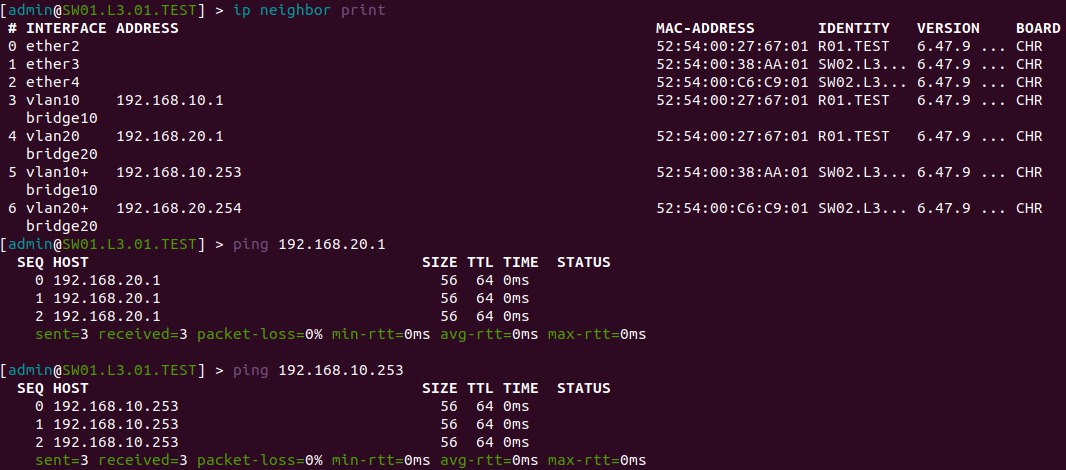 [admin@SW01.L3.01.TEST] > ip neighbor print
# INTERFACE ADDRESS MAC-ADDRESS IDENTITY VERSION BOARD
0 ether2 52:54:00:27:67:01 R01.TEST 6.47.9 ... CHR
1 ether3 52:54:00:38:AA:01 SW02.L3... 6.47.9 ... CHR
2 ether4 52:54:00:C6:C9:01 SW02.L3... 6.47.9 ... CHR
3 vlan10 192.168.10.1 52:54:00:27:67:01 R01.TEST 6.47.9 ... CHR
bridge10
4 vlan20 192.168.20.1 52:54:00:27:67:01 R01.TEST 6.47.9 ... CHR
bridge20
5 vlan10+ 192.168.10.253 52:54:00:38:AA:01 SW02.L3... 6.47.9 ... CHR
bridge10
6 vlan20+ 192.168.20.254 52:54:00:C6:C9:01 SW02.L3... 6.47.9 ... CHR
bridge20
[admin@SW01.L3.01.TEST] > ping 192.168.20.1
SEQ HOST SIZE TTL TIME STATUS
0 192.168.20.1 56 64 0ms
1 192.168.20.1 56 64 0ms
2 192.168.20.1 56 64 0ms
sent=3 received=3 packet-loss=0% min-rtt=0ms avg-rtt=0ms max-rtt=0ms
[admin@SW01.L3.01.TEST] > ping 192.168.10.253
SEQ HOST SIZE TTL TIME STATUS
0 192.168.10.253 56 64 0ms
1 192.168.10.253 56 64 0ms
2 192.168.10.253 56 64 0ms
sent=3 received=3 packet-loss=0% min-rtt=0ms avg-rtt=0ms max-rtt=0ms